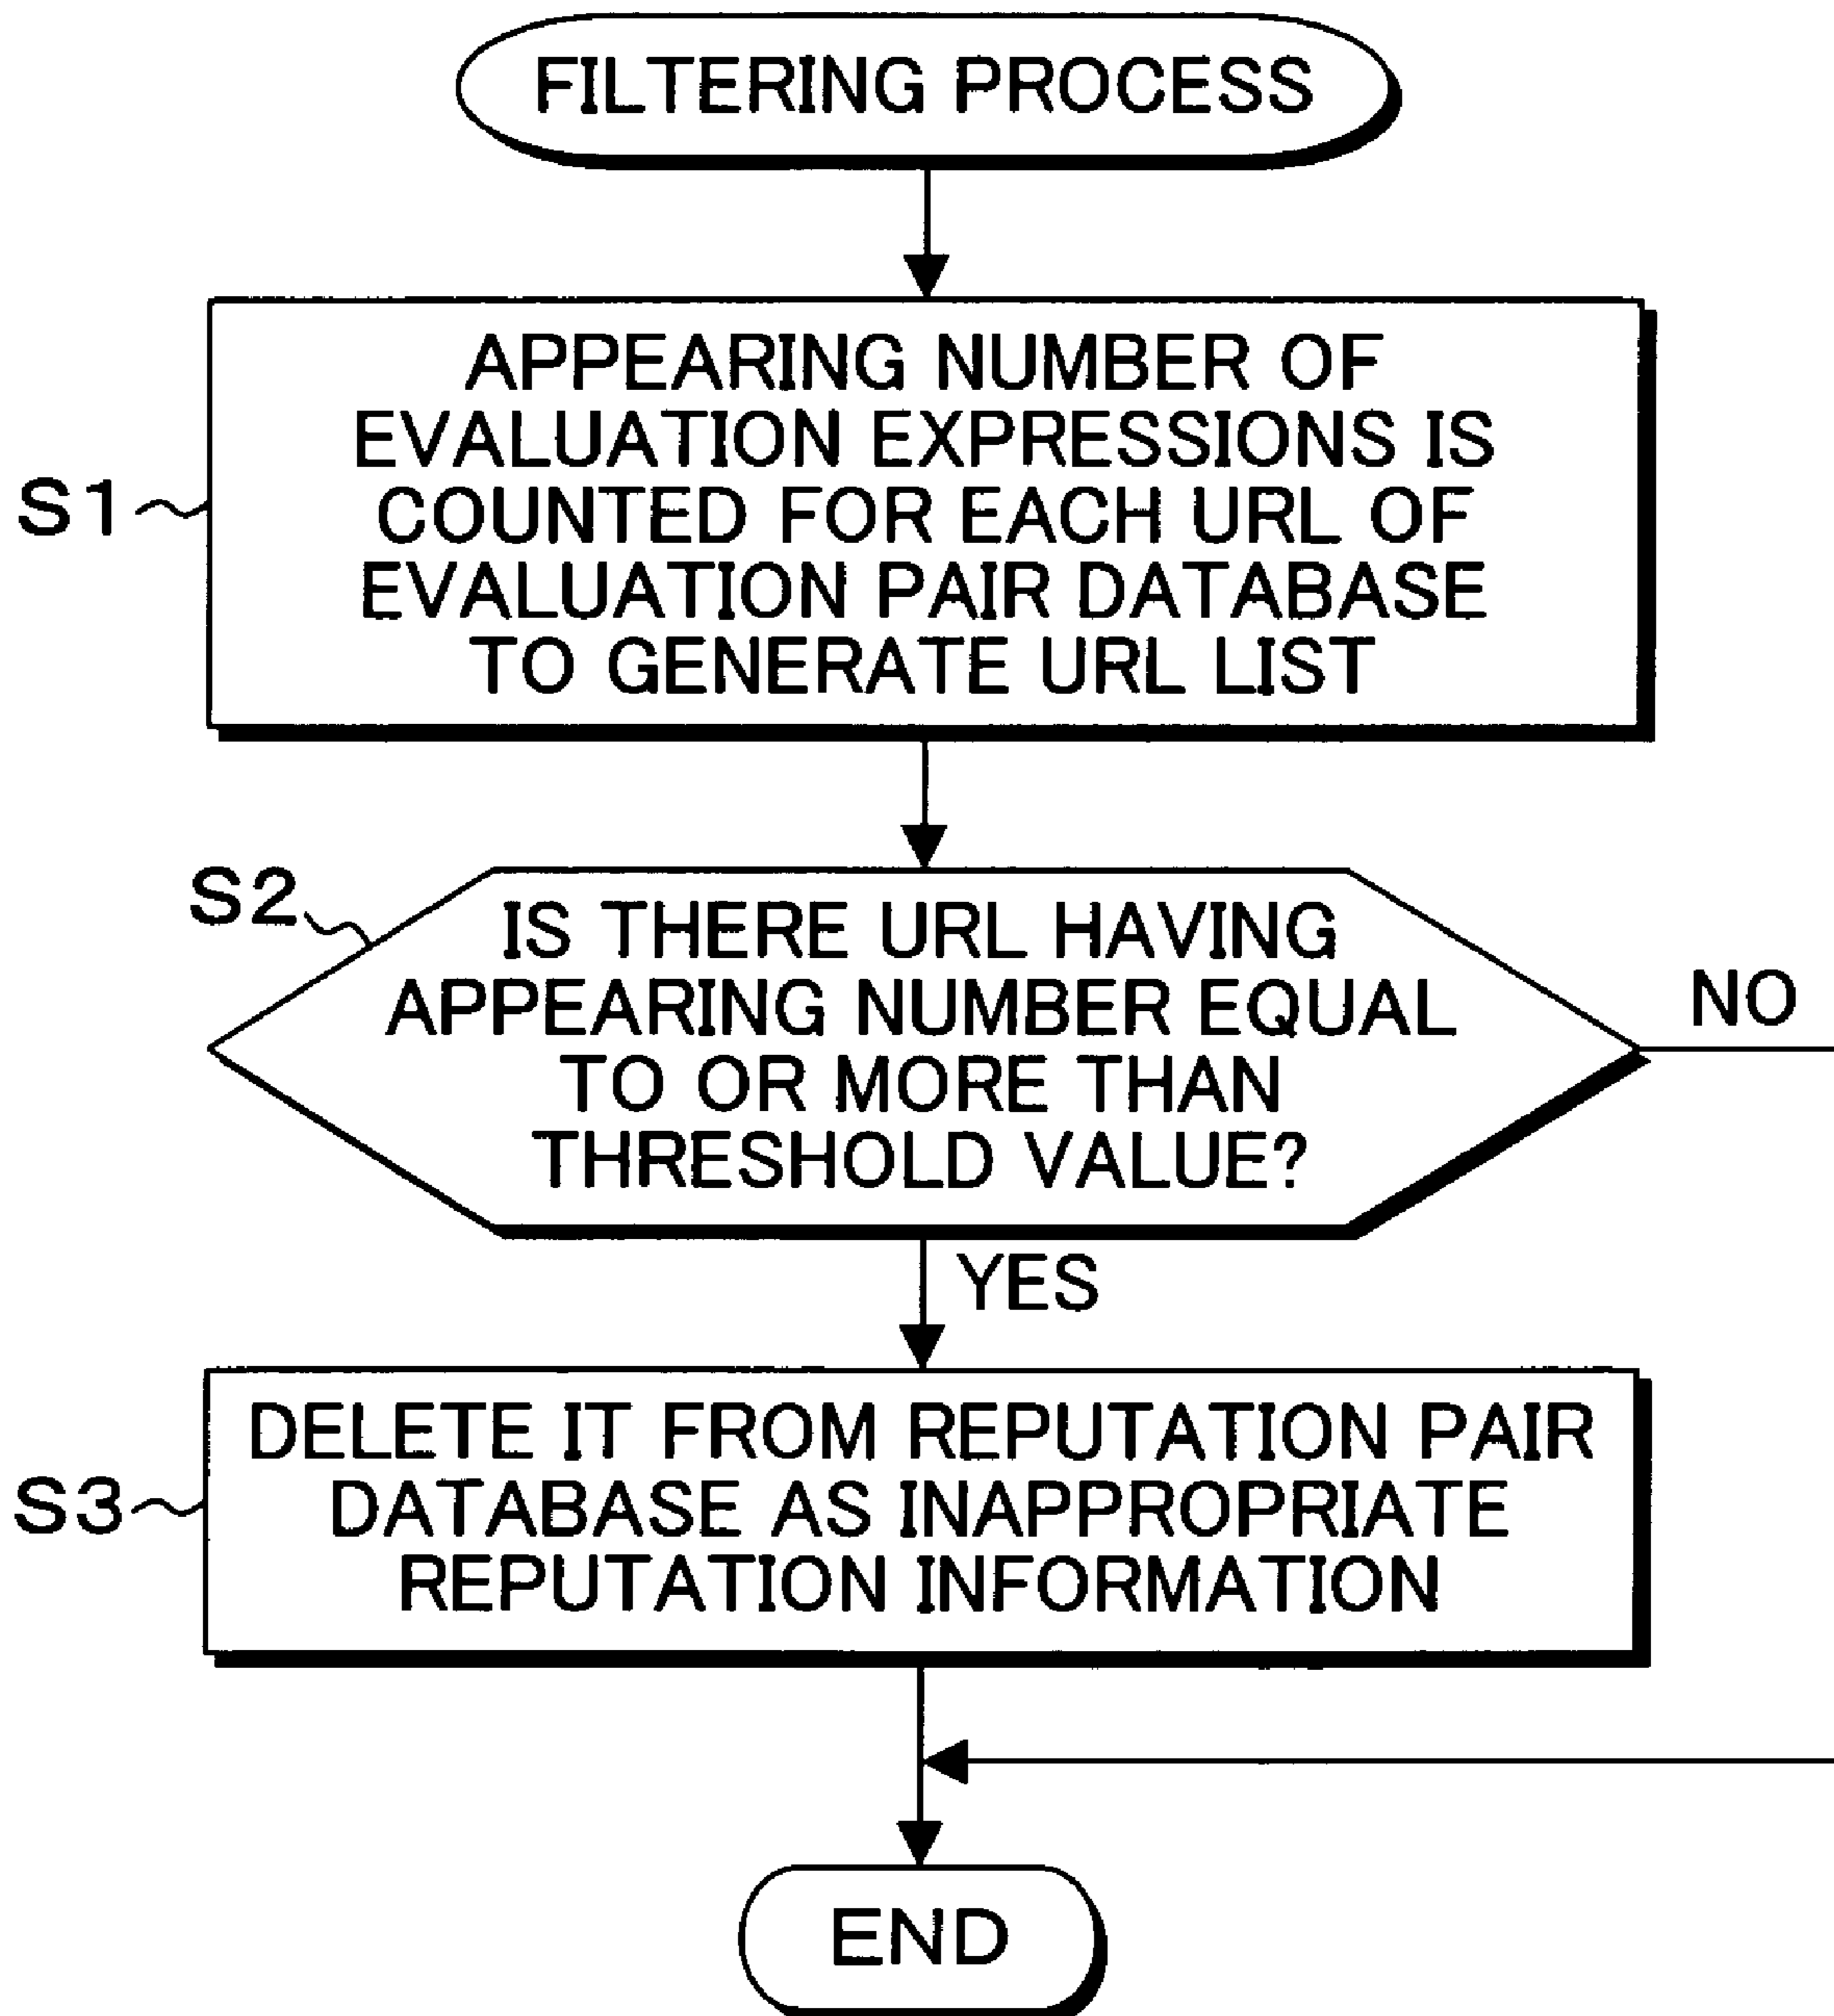 FILTERING PROCESS
APPEARING NUMBER OF
EVALUATION EXPRESSIONS IS
COUNTED FOR EACH URL OF
EVALUATION PAIR DATABASE
TO GENERATE URL LIST
S1
S2
IS THERE URL HAVING
APPEARING NUMBER EQUAL
TO OR MORE THAN
THRESHOLD VALUE?
NO
YES
DELETE IT FROM REPUTATION PAIR
DATABASE AS INAPPROPRIATE
REPUTATION INFORMATION
S3
END